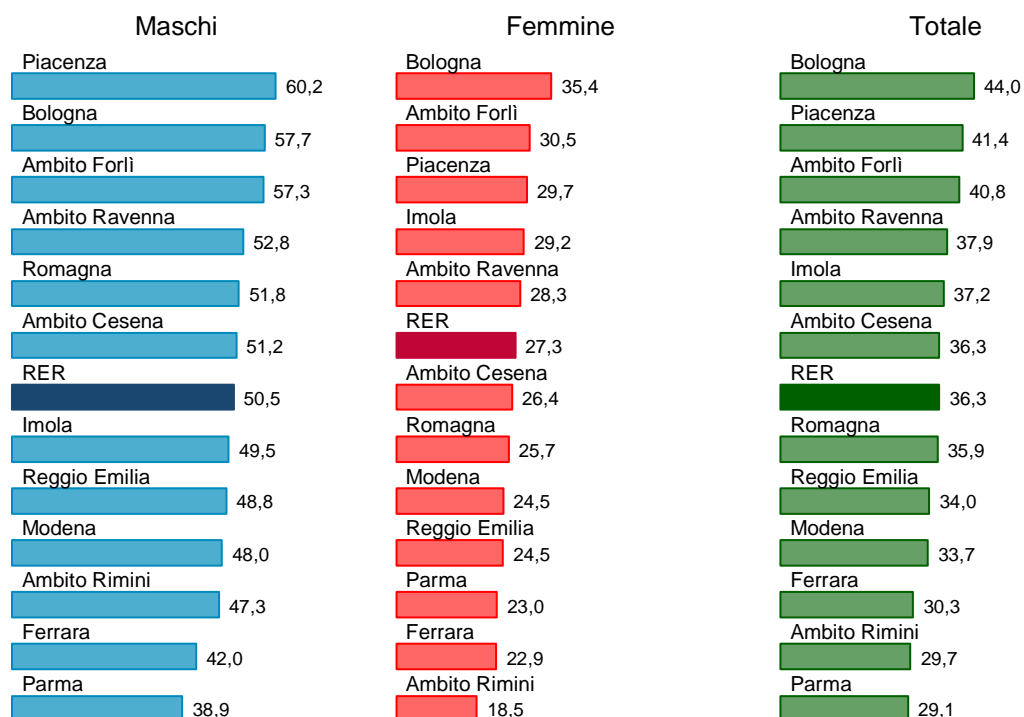 Maschi
Piacenza
60,2
Bologna
57,7
Ambito Forlì
57,3
Ambito Ravenna
52,8
Romagna
51,8
Ambito Cesena
51,2
RER
50,5
Imola
49,5
Reggio Emilia
48,8
Modena
48,0
Ambito Rimini
47,3
Ferrara
42,0
Parma
38,9
Femmine
Bologna
35,4
Ambito Forlì
30,5
Piacenza
29,7
Imola
29,2
Ambito Ravenna
28,3
RER
27,3
Ambito Cesena
26,4
Romagna
25,7
Modena
24,5
Reggio Emilia
24,5
Parma
23,0
Ferrara
22,9
Ambito Rimini
18,5
Totale
Bologna
44,0
Piacenza
41,4
Ambito Forlì
40,8
Ambito Ravenna
37,9
Imola
37,2
Ambito Cesena
36,3
RER
36,3
Romagna
35,9
Reggio Emilia
34,0
Modena
33,7
Ferrara
30,3
Ambito Rimini
29,7
Parma
29,1